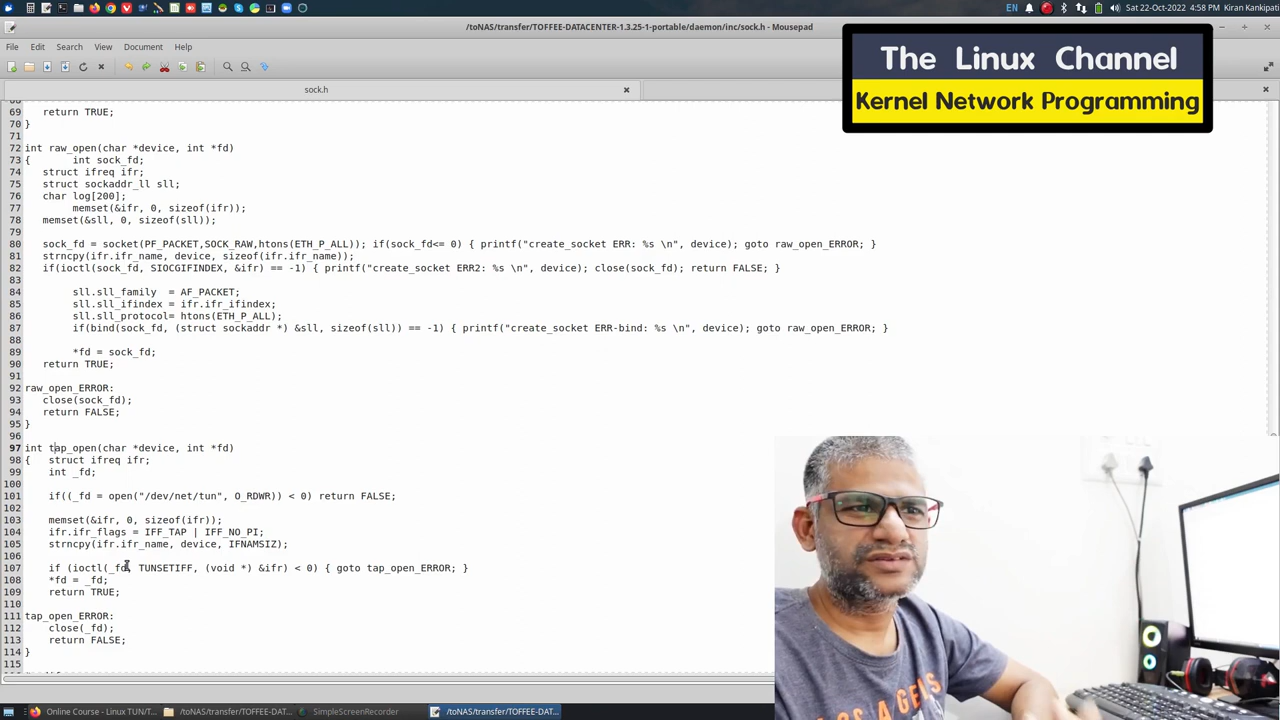 /toNAS/transfer/TOFFEE-DATACENTER-1.3.25-1-portable/daemon/inc/sock.h - Mousepad
EN
Sat 22-Oct-2022 4:58 PM Kiran Kankipati
File Edit Search View Document Help
The Linux Channel
Kernel Network Programming
sock.h
69 return TRUE;
70 }
71
72 int raw_open(char *device, int *fd)
73 { int sock_fd;
74 struct ifreq ifr;
75 struct sockaddr_ll sll;
76 char log[200];
77 memset(&ifr, 0, sizeof(ifr));
78 memset(&sll, 0, sizeof(sll));
79
80 sock_fd = socket(PF_PACKET,SOCK_RAW,htons(ETH_P_ALL)); if(sock_fd<= 0) { printf("create_socket ERR: %s \n", device); goto raw_open_ERROR; }
81 strncpy(ifr.ifr_name, device, sizeof(ifr.ifr_name));
82 if(ioctl(sock_fd, SIOCGIFINDEX, &ifr) == -1) { printf("create_socket ERR2: %s \n", device); close(sock_fd); return FALSE; }
83
84 sll.sll_family = AF_PACKET;
85 sll.sll_ifindex = ifr.ifr_ifindex;
86 sll.sll_protocol= htons(ETH_P_ALL);
87 if(bind(sock_fd, (struct sockaddr *) &sll, sizeof(sll)) == -1) { printf("create_socket ERR-bind: %s \n", device); goto raw_open_ERROR; }
88
89 *fd = sock_fd;
90 return TRUE;
91
92 raw_open_ERROR:
93 close(sock_fd);
94 return FALSE;
95 }
96
97 int tap_open(char *device, int *fd)
98 { struct ifreq ifr;
99 int _fd;
100
101 if((_fd = open("/dev/net/tun", O_RDWR)) < 0) return FALSE;
102
103 memset(&ifr, 0, sizeof(ifr));
104 ifr.ifr_flags = IFF_TAP | IFF_NO_PI;
105 strncpy(ifr.ifr_name, device, IFNAMSIZ);
106
107 if (ioctl(_fd, TUNSETIFF, (void *) &ifr) < 0) { goto tap_open_ERROR; }
108 *fd = _fd;
109 return TRUE;
110
111 tap_open_ERROR:
112 close(_fd);
113 return FALSE;
114 }
115
Online Course - Linux TUN/T... /toNAS/transfer/TOFFEE-DAT... SimpleScreenRecorder /toNAS/transfer/TOFFEE-DAT...